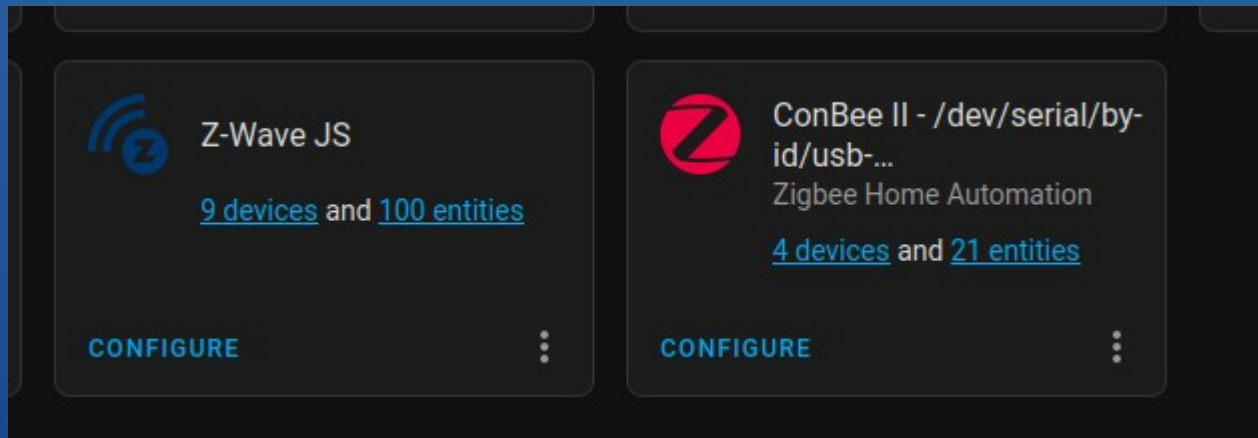 Z-Wave JS
9 devices and 100 entities
CONFIGURE
ConBee II - /dev/serial/by-
id/usb-...
Zigbee Home Automation
4 devices and 21 entities
CONFIGURE